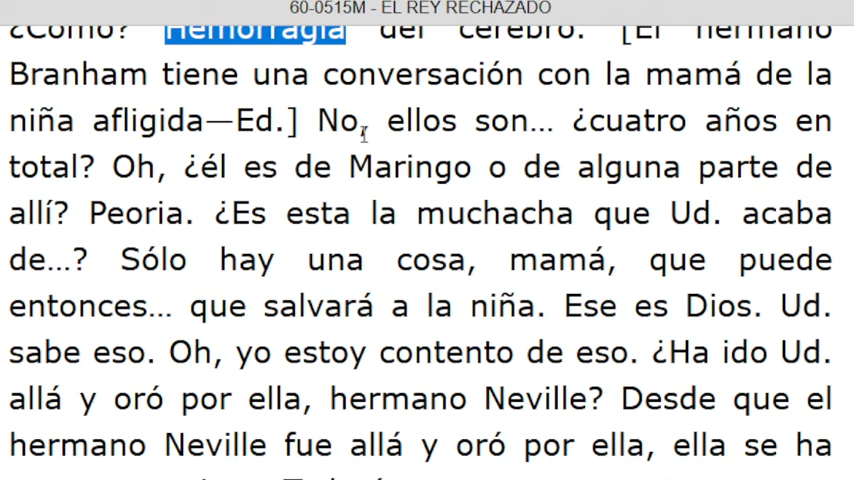 60-0515M - EL REY RECHAZADO
¿Cómo? Hemorragia del cerebro. [El hermano
Branham tiene una conversación con la mamá de la
niña afligida—Ed.] No, ellos son... ¿cuatro años en
total? Oh, ¿él es de Maringo o de alguna parte de
allí? Peoria. ¿Es esta la muchacha que Ud. acaba
de...? Sólo hay una cosa, mamá, que puede
entonces... que salvará a la niña. Ese es Dios. Ud.
sabe eso. Oh, yo estoy contento de eso. ¿Ha ido Ud.
allá y oró por ella, hermano Neville? Desde que el
hermano Neville fue allá y oró por ella, ella se ha